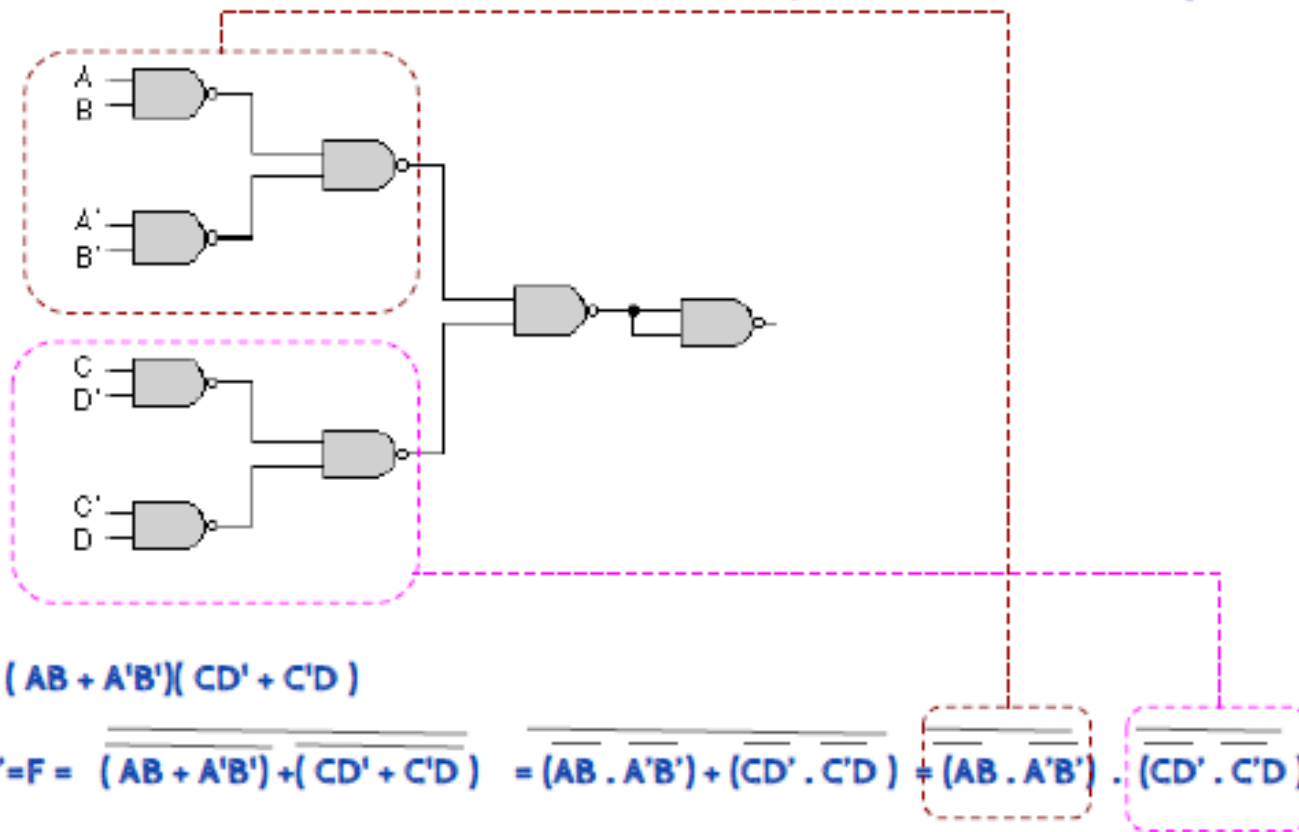 A
B
A'
B'
C
D'
C'
D
( AB + A'B')( CD' + C'D )
'=F = ( AB + A'B') +( CD' + C'D ) = (AB . A'B') + (CD' . C'D ) = (AB . A'B') . (CD' . C'D )